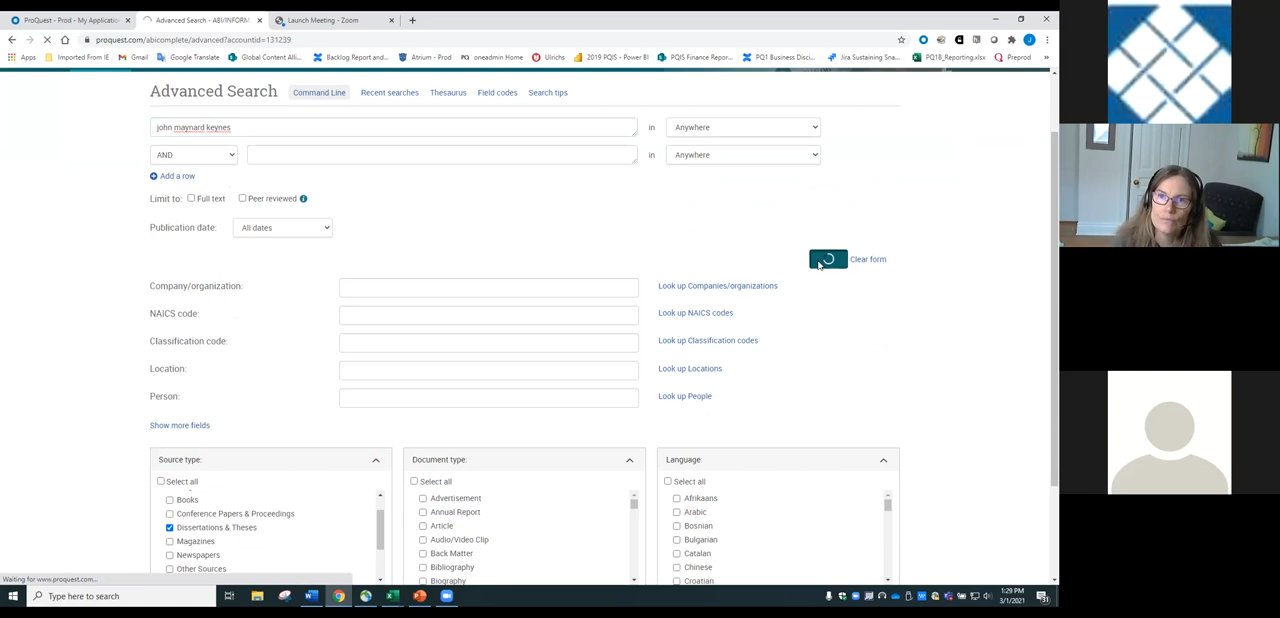 ProQuest - Prod - My Application
Advanced Search - ABI/INFORM
Launch Meeting - Zoom
proquest.com/abicomplete/advanced?accountid=131239
Apps Imported From IE Gmail Google Translate Global Content Alli... Backlog Report and... Atrium - Prod oneadmin Home Ulrichs 2019 PQIS - Power BI PQIS Finance Repor... PQ1 Business Disci... Jira Sustaining Sna... PQ18_Reporting.xlsx Preprod
Advanced Search Command Line Recent searches Thesaurus Field codes Search tips
john maynard keynes in Anywhere
AND in Anywhere
Add a row
Limit to: Full text Peer reviewed
Publication date: All dates
Clear form
Company/organization: Look up Companies/organizations
NAICS code: Look up NAICS codes
Classification code: Look up Classification codes
Location: Look up Locations
Person: Look up People
Show more fields
Source type: Document type: Language:
Select all Select all Select all
Books Advertisement Afrikaans
Conference Papers & Proceedings Annual Report Arabic
Dissertations & Theses Article Bosnian
Magazines Audio/Video Clip Bulgarian
Newspapers Back Matter Catalan
Other Sources Bibliography Chinese
Biography Croatian
Waiting for www.proquest.com...
Type here to search
1:29 PM
3/1/2021